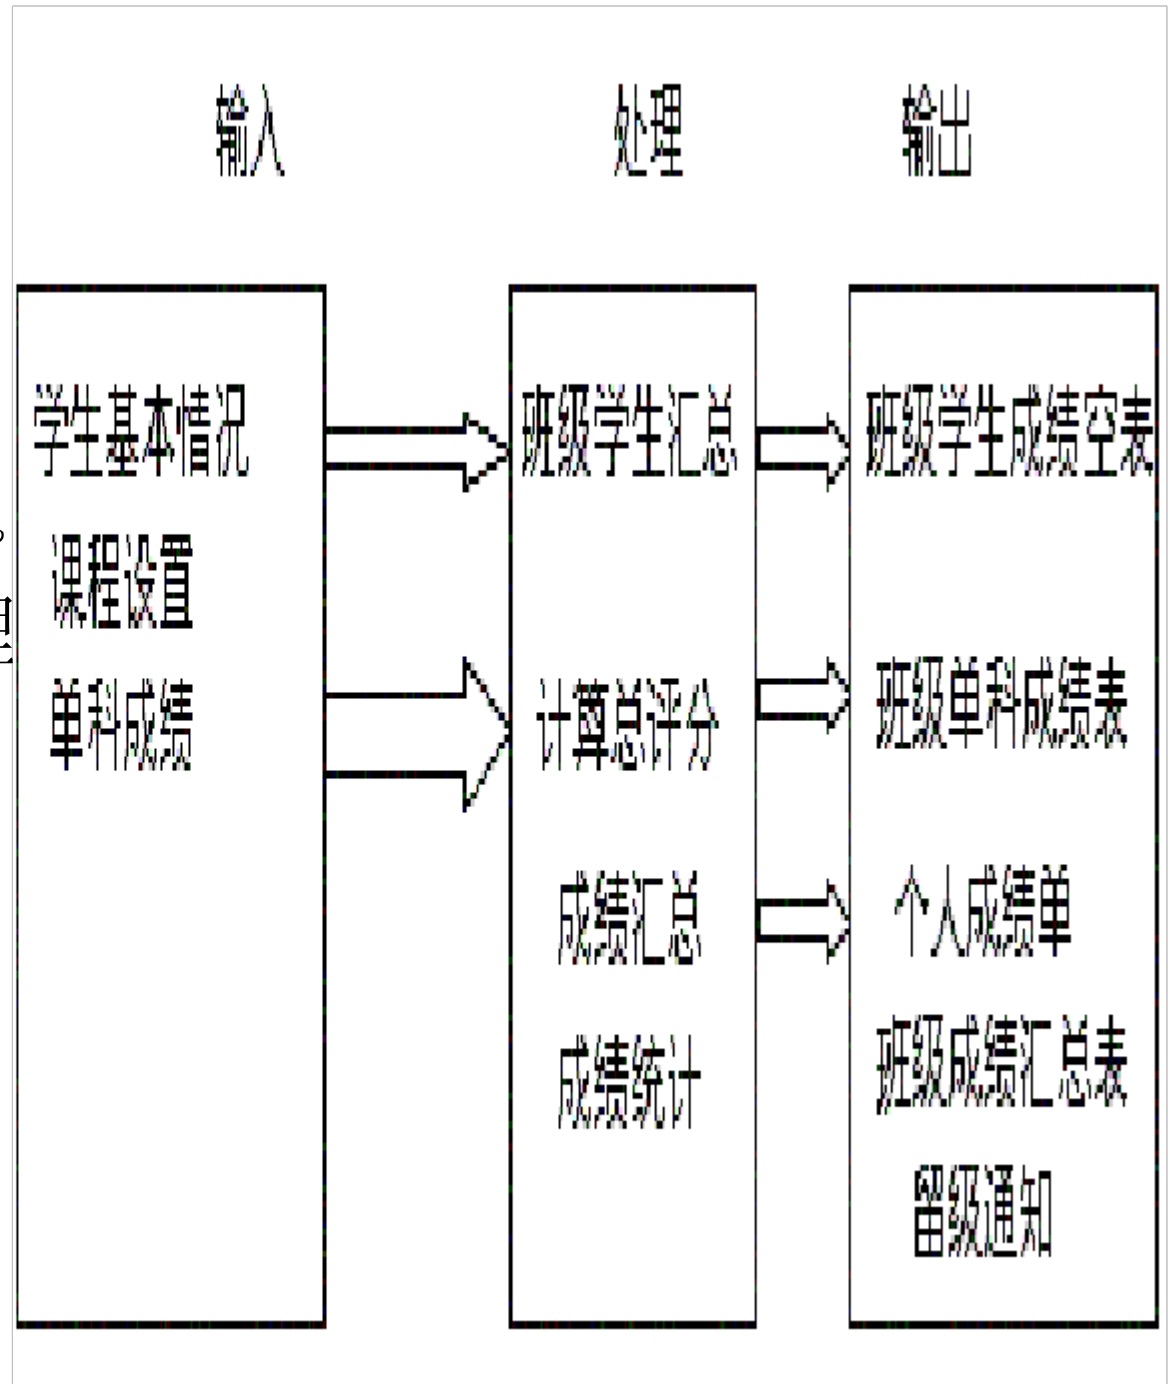 输入 处理 输出
学生基本情况
课程设置
单科成绩
班级学生汇总
计算总评分
成绩汇总
成绩统计
班级学生成绩空表
班级单科成绩表
个人成绩单
班级成绩汇总表
留级通知